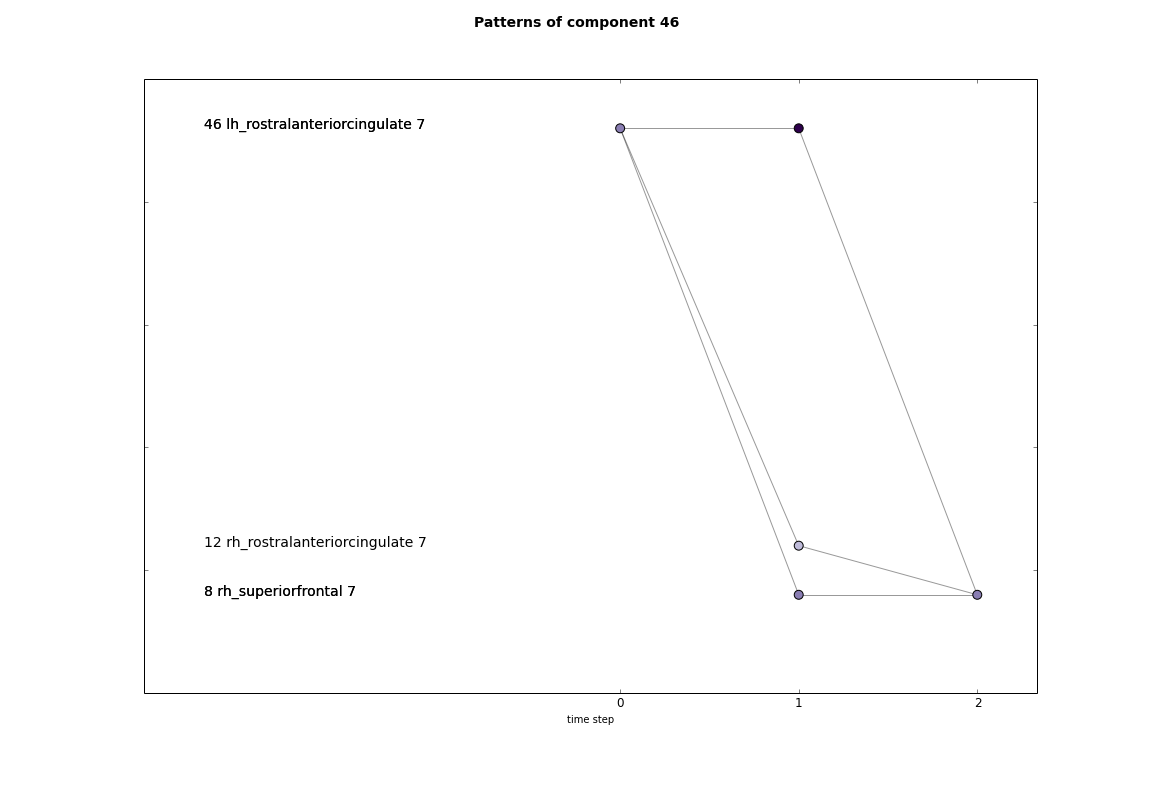 Patterns of component 46
46 lh_rostralanteriorcingulate 7
12 rh_rostralanteriorcingulate 7
8 rh_superiorfrontal 7
0 1 2
time step